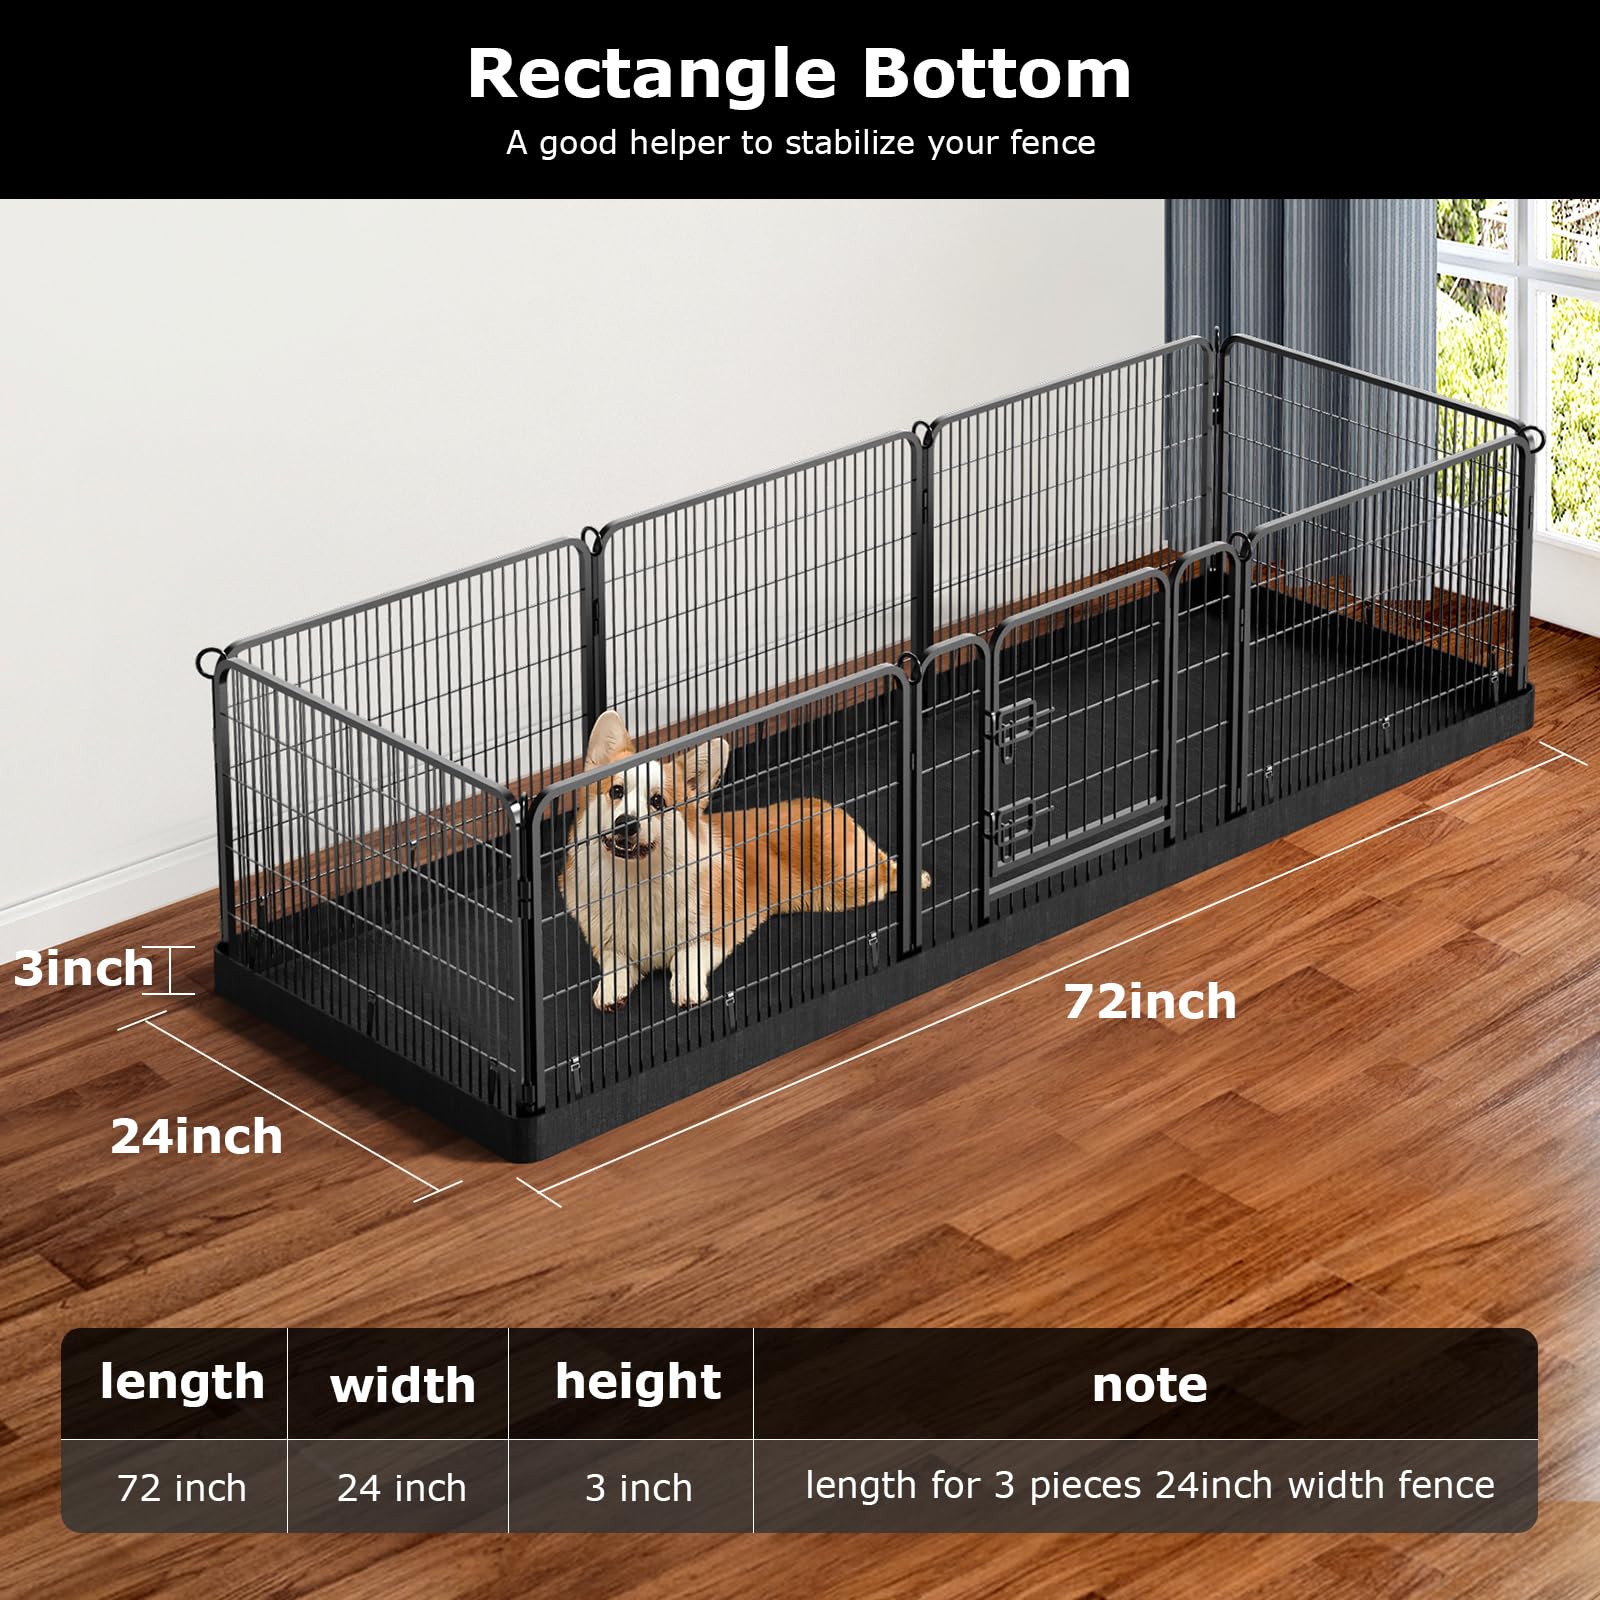 Rectangle Bottom
A good helper to stabilize your fence
3inch
72inch
24inch
length width height note
72 inch 24 inch 3 inch length for 3 pieces 24inch width fence